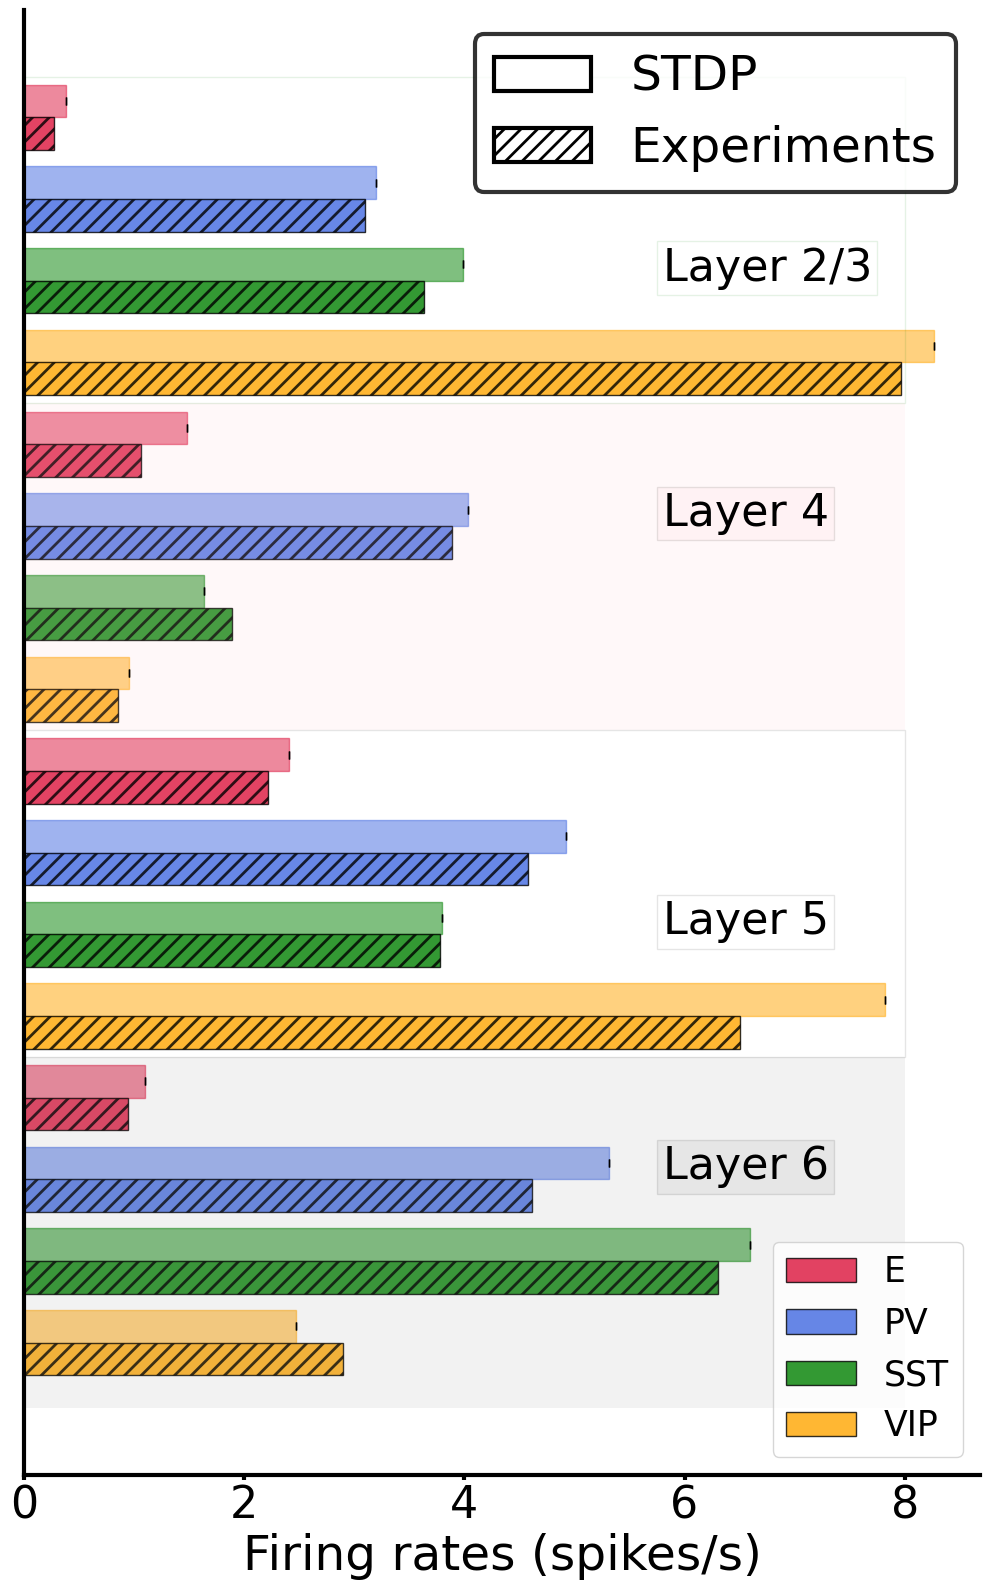 STDP
Experiments
Layer 2/3
Layer 4
Layer 5
Layer 6
E
PV
SST
VIP
0 2 4 6 8
Firing rates (spikes/s)